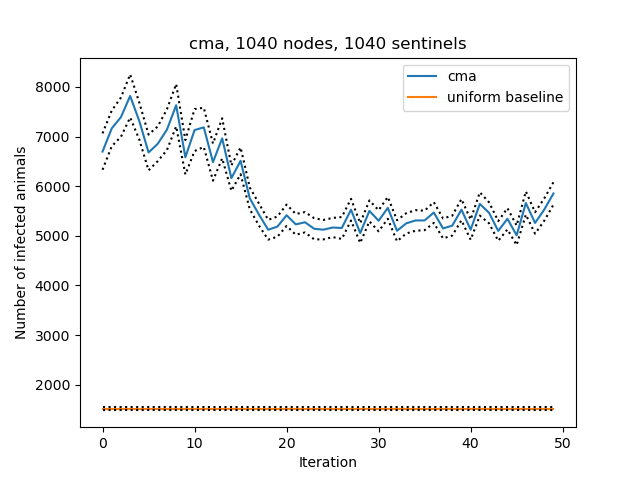 cma, 1040 nodes, 1040 sentinels
cma
uniform baseline
Number of infected animals
8000
7000
6000
5000
4000
3000
2000
0
10
20
30
40
50
Iteration